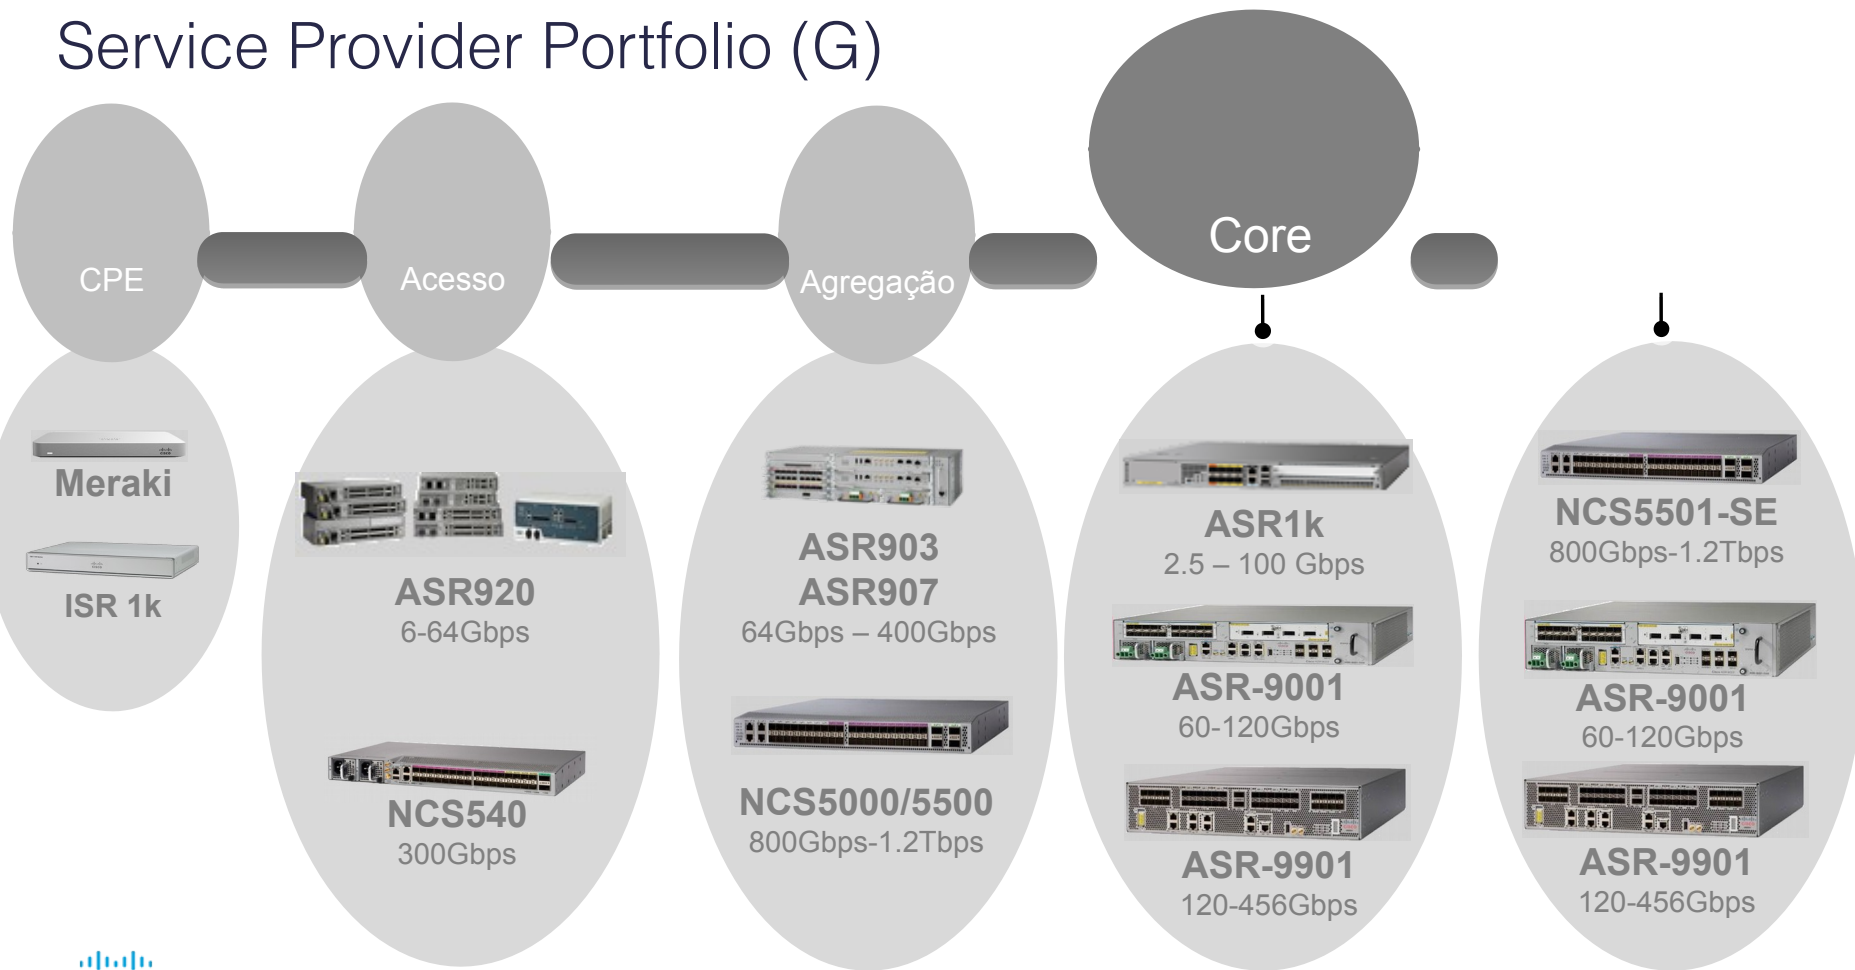 Service Provider Portfolio (G)
CPE
Acesso
Agregação
Core
Meraki
ISR 1k
ASR920
6-64Gbps
NCS540
300Gbps
ASR903
ASR907
64Gbps – 400Gbps
NCS5000/5500
800Gbps-1.2Tbps
ASR1k
2.5 – 100 Gbps
ASR-9001
60-120Gbps
ASR-9901
120-456Gbps
NCS5501-SE
800Gbps-1.2Tbps
ASR-9001
60-120Gbps
ASR-9901
120-456Gbps